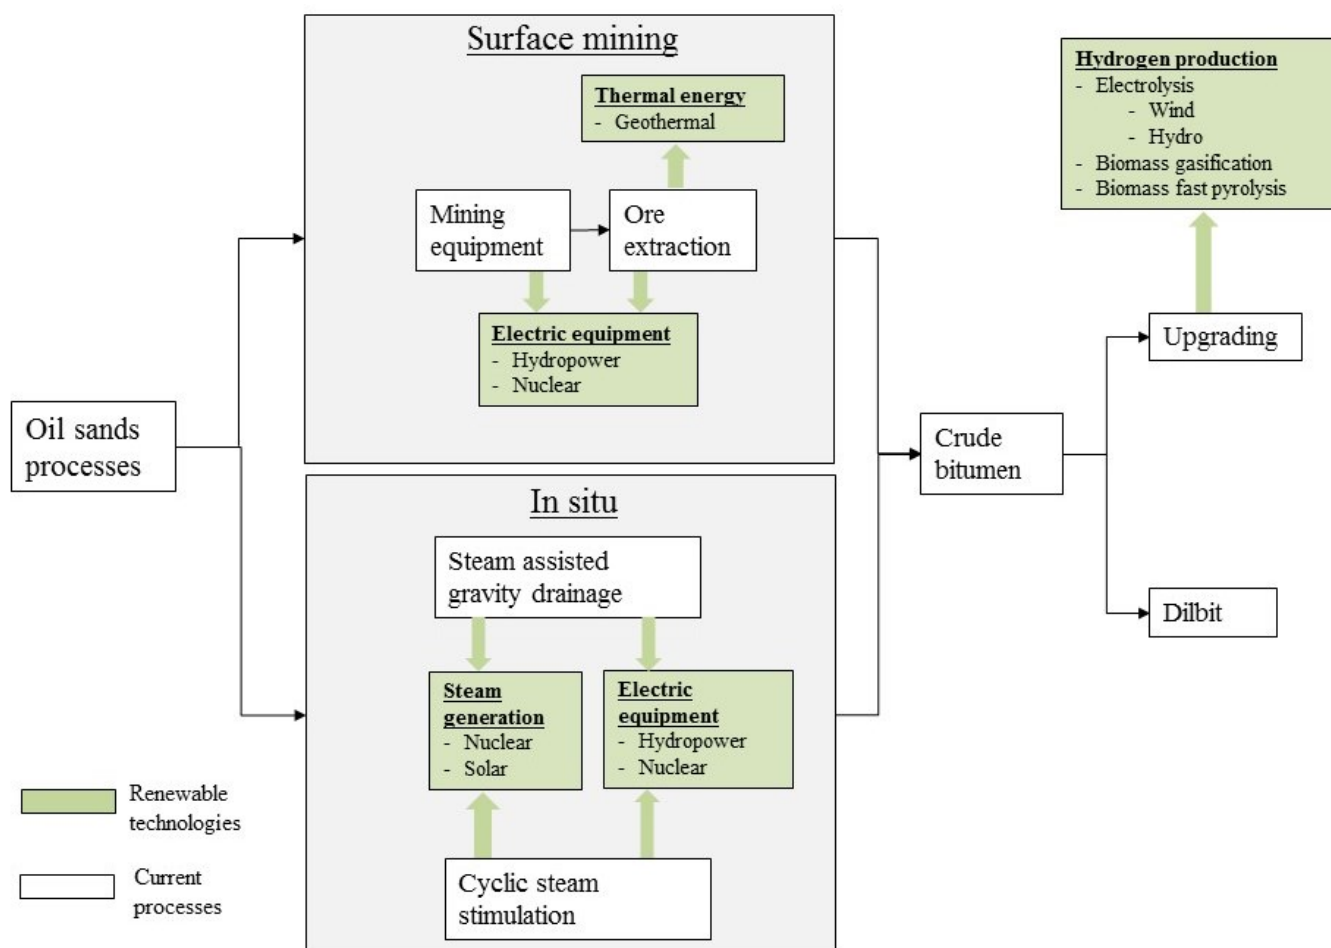 Surface mining
Thermal energy
- Geothermal
Mining
equipment
Ore
extraction
Electric equipment
- Hydropower
- Nuclear
Oil sands
processes
In situ
Steam assisted
gravity drainage
Steam
generation
- Nuclear
- Solar
Electric
equipment
- Hydropower
- Nuclear
Cyclic steam
stimulation
Crude
bitumen
Hydrogen production
- Electrolysis
- Wind
- Hydro
- Biomass gasification
- Biomass fast pyrolysis
Upgrading
Dilbit
Renewable
technologies
Current
processes